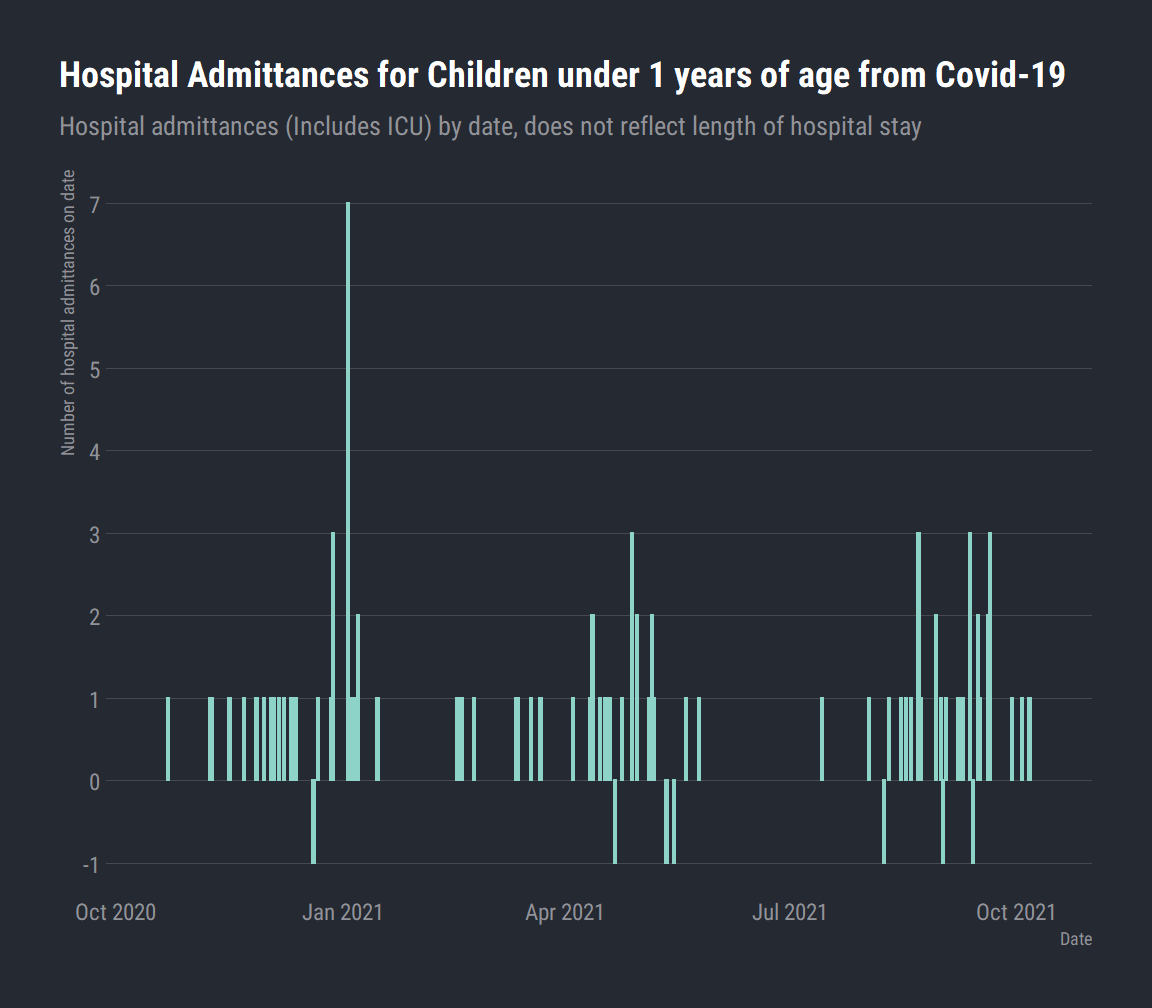 Hospital Admittances for Children under 1 years of age from Covid-19
Hospital admittances (Includes ICU) by date, does not reflect length of hospital stay
Number of hospital admittances on date
7
6
5
4
3
2
1
0
-1
Oct 2020 Jan 2021 Apr 2021 Jul 2021 Oct 2021
Date